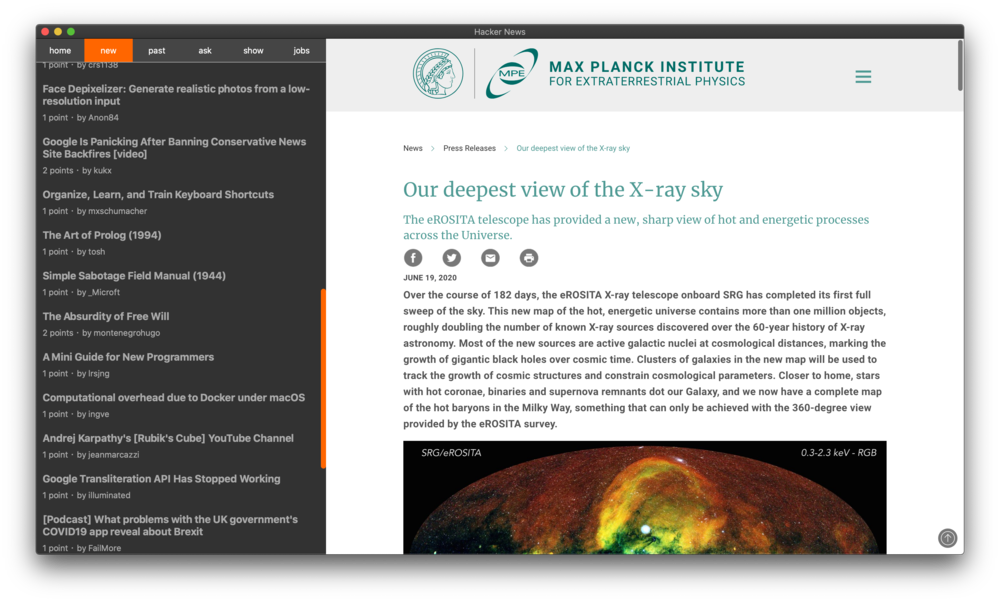 Hacker News
home new past ask show jobs
1 point · by crs1138
Face Depixelizer: Generate realistic photos from a low-
resolution input
1 point · by Anon84
Google Is Panicking After Banning Conservative News
Site Backfires [video]
2 points · by kukx
Organize, Learn, and Train Keyboard Shortcuts
1 point · by mxschumacher
The Art of Prolog (1994)
1 point · by tosh
Simple Sabotage Field Manual (1944)
1 point · by _Microft
The Absurdity of Free Will
2 points · by montenegrohugo
A Mini Guide for New Programmers
1 point · by lrsjng
Computational overhead due to Docker under macOS
1 point · by ingve
Andrej Karpathy's [Rubik's Cube] YouTube Channel
1 point · by jeanmarcazzi
Google Transliteration API Has Stopped Working
1 point · by illuminated
[Podcast] What problems with the UK government's
COVID19 app reveal about Brexit
1 point · by FailMore
MPE
MAX PLANCK INSTITUTE
FOR EXTRATERRESTRIAL PHYSICS
News > Press Releases > Our deepest view of the X-ray sky
Our deepest view of the X-ray sky
The eROSITA telescope has provided a new, sharp view of hot and energetic processes
across the Universe.
JUNE 19, 2020
Over the course of 182 days, the eROSITA X-ray telescope onboard SRG has completed its first full
sweep of the sky. This new map of the hot, energetic universe contains more than one million objects,
roughly doubling the number of known X-ray sources discovered over the 60-year history of X-ray
astronomy. Most of the new sources are active galactic nuclei at cosmological distances, marking the
growth of gigantic black holes over cosmic time. Clusters of galaxies in the new map will be used to
track the growth of cosmic structures and constrain cosmological parameters. Closer to home, stars
with hot coronae, binaries and supernova remnants dot our Galaxy, and we now have a complete map
of the hot baryons in the Milky Way, something that can only be achieved with the 360-degree view
provided by the eROSITA survey.
SRG/eROSITA
0.3-2.3 keV - RGB